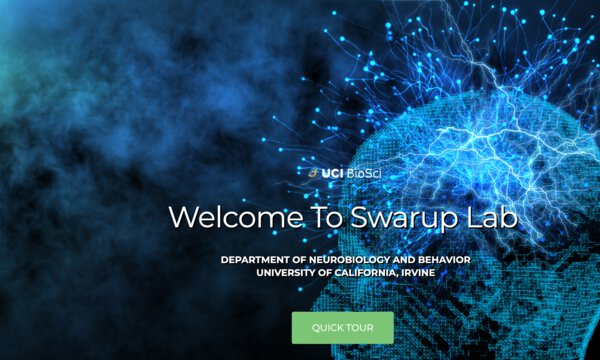 UCI BioSci
Welcome To Swarup Lab
DEPARTMENT OF NEUROBIOLOGY AND BEHAVIOR
UNIVERSITY OF CALIFORNIA, IRVINE
QUICK TOUR